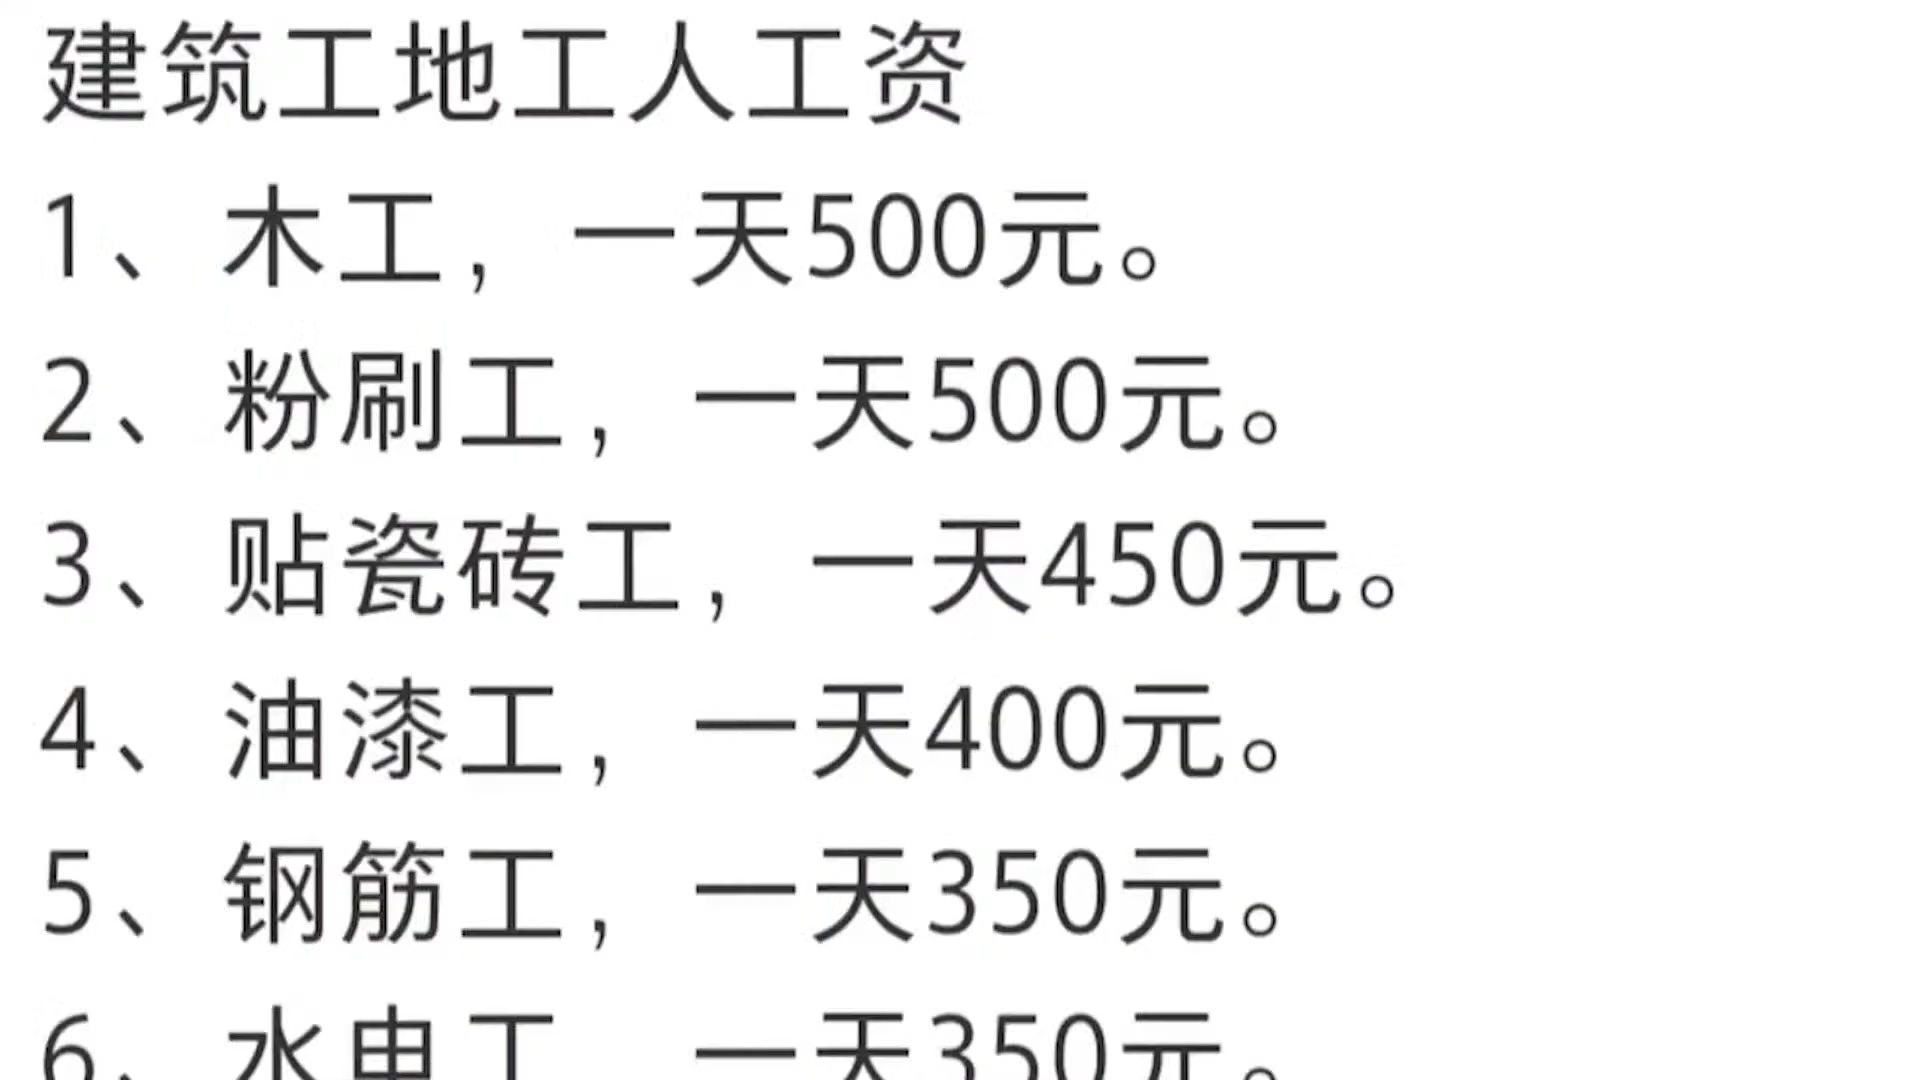 建筑工地工人工资
1、木工，一天500元。
2、粉刷工，一天500元。
3、贴瓷砖工，一天450元。
4、油漆工，一天400元。
5、钢筋工，一天350元。
6、水电工，一天350元。